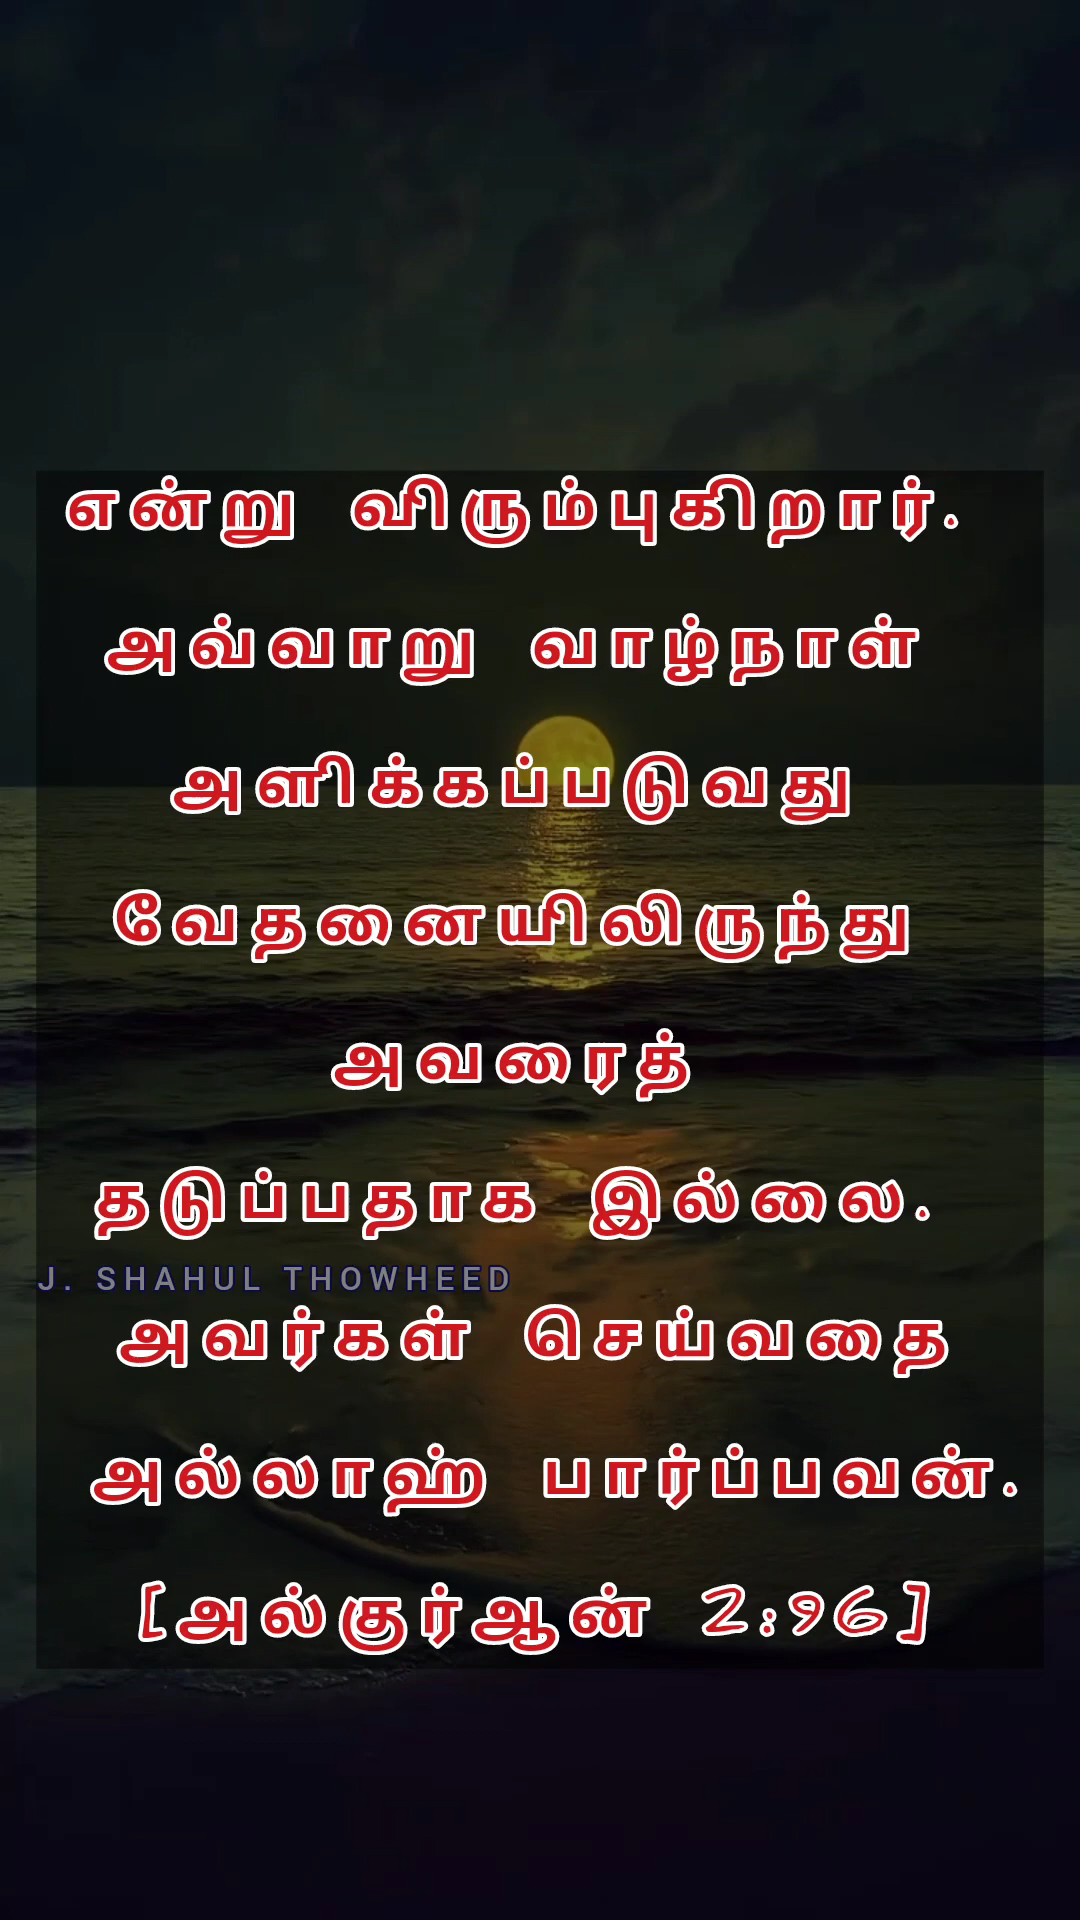 என்று விரும்புகிறார்.
அவ்வாறு வாழ்நாள்
அளிக்கப்படுவது
வேதனையிலிருந்து
அவரைத்
தடுப்பதாக இல்லை.
J. SHAHUL THOWHEED
அவர்கள் செய்வதை
அல்லாஹ் பார்ப்பவன்.
[அல்குர்ஆன் 2:96]